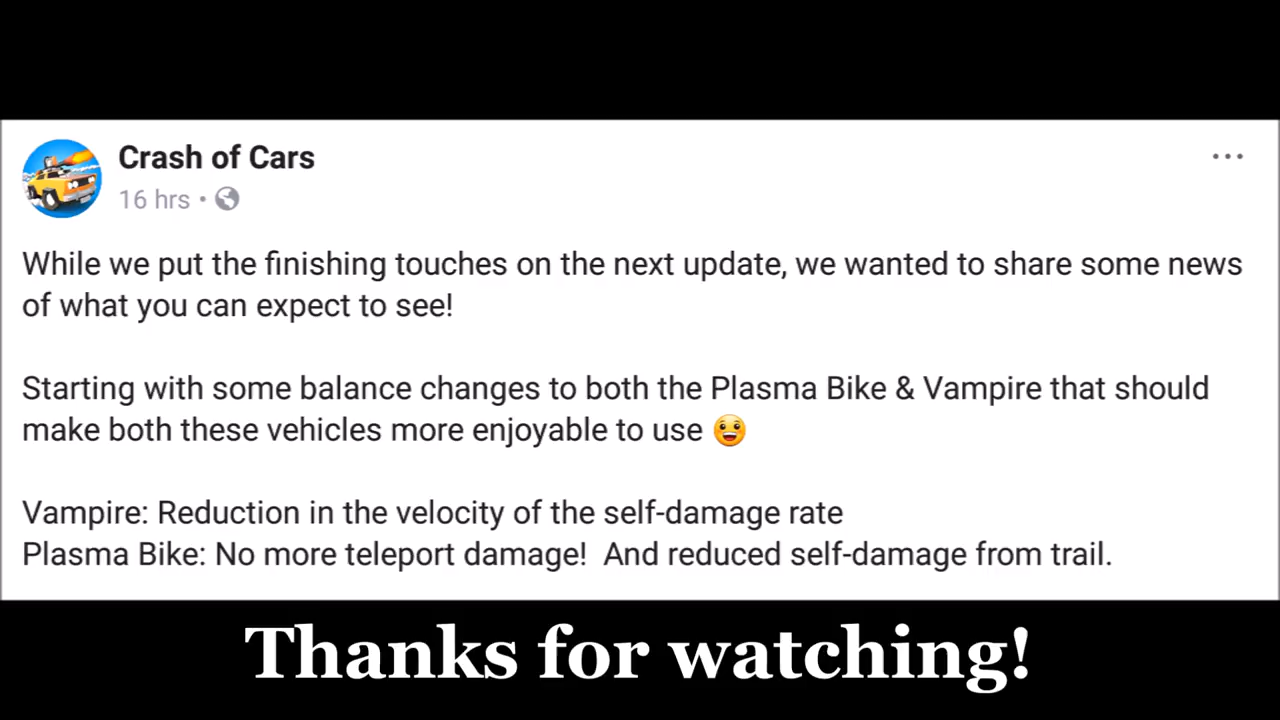 Crash of Cars
16 hrs •
While we put the finishing touches on the next update, we wanted to share some news
of what you can expect to see!
Starting with some balance changes to both the Plasma Bike & Vampire that should
make both these vehicles more enjoyable to use 😀
Vampire: Reduction in the velocity of the self-damage rate
Plasma Bike: No more teleport damage!  And reduced self-damage from trail.
Thanks for watching!